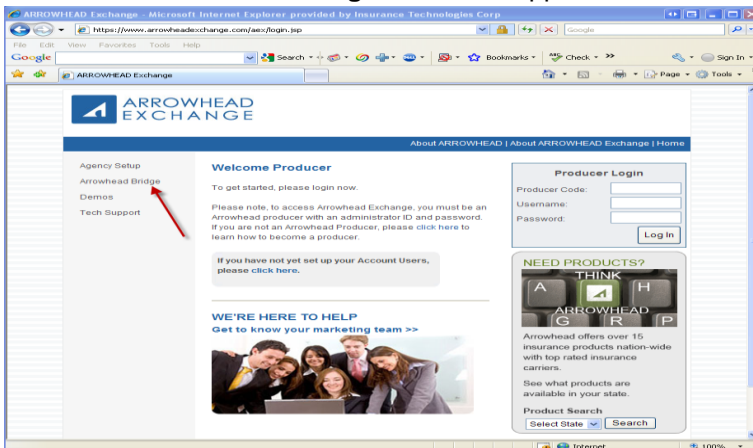 ARROWHEAD Exchange - Microsoft Internet Explorer provided by Insurance Technologies Corp
https://www.arrowheadexchange.com/aex/login.jsp
Google
File Edit View Favorites Tools Help
Google
Search
Bookmarks
Check
Sign In
ARROWHEAD Exchange
Page
Tools
ARROWHEAD
EXCHANGE
About ARROWHEAD | About ARROWHEAD Exchange | Home
Agency Setup
Arrowhead Bridge
Demos
Tech Support
Welcome Producer
To get started, please login now.
Please note, to access Arrowhead Exchange, you must be an
Arrowhead producer with an administrator ID and password.
If you are not an Arrowhead Producer, please click here to
learn how to become a producer.
If you have not yet set up your Account Users,
please click here.
WE'RE HERE TO HELP
Get to know your marketing team >>
Producer Login
Producer Code:
Username:
Password:
Log In
NEED PRODUCTS?
THINK
A H
ARROWHEAD
G R P
Arrowhead offers over 15
insurance products nation-wide
with top rated insurance
carriers.
See what products are
available in your state.
Product Search
Select State Search
Internet
100%